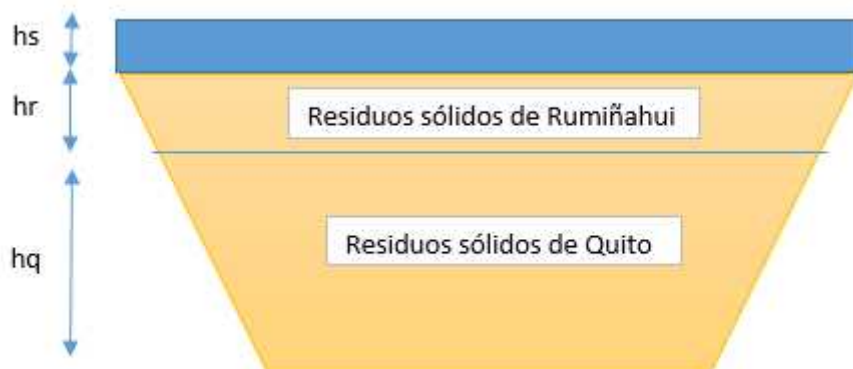 hs
hr
Residuos sólidos de Rumiñahui
Residuos sólidos de Quito
hq